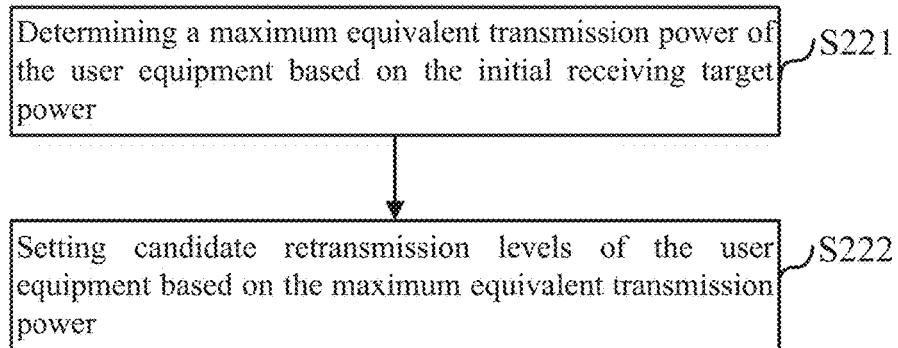 Determining a maximum equivalent transmission power of
the user equipment based on the initial receiving target
power
S221
Setting candidate retransmission levels of the user
equipment based on the maximum equivalent transmission
power
S222